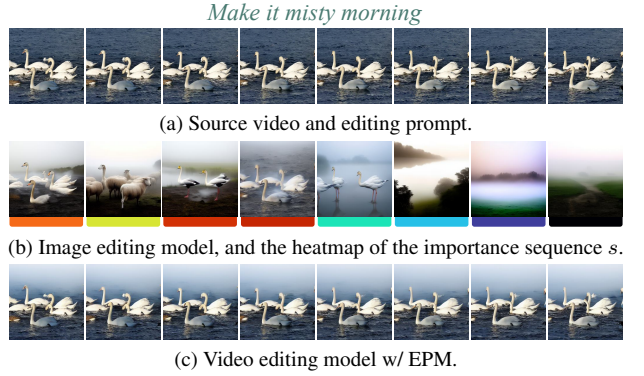 Make it misty morning
(a) Source video and editing prompt.
(b) Image editing model, and the heatmap of the importance sequence s.
(c) Video editing model w/ EPM.